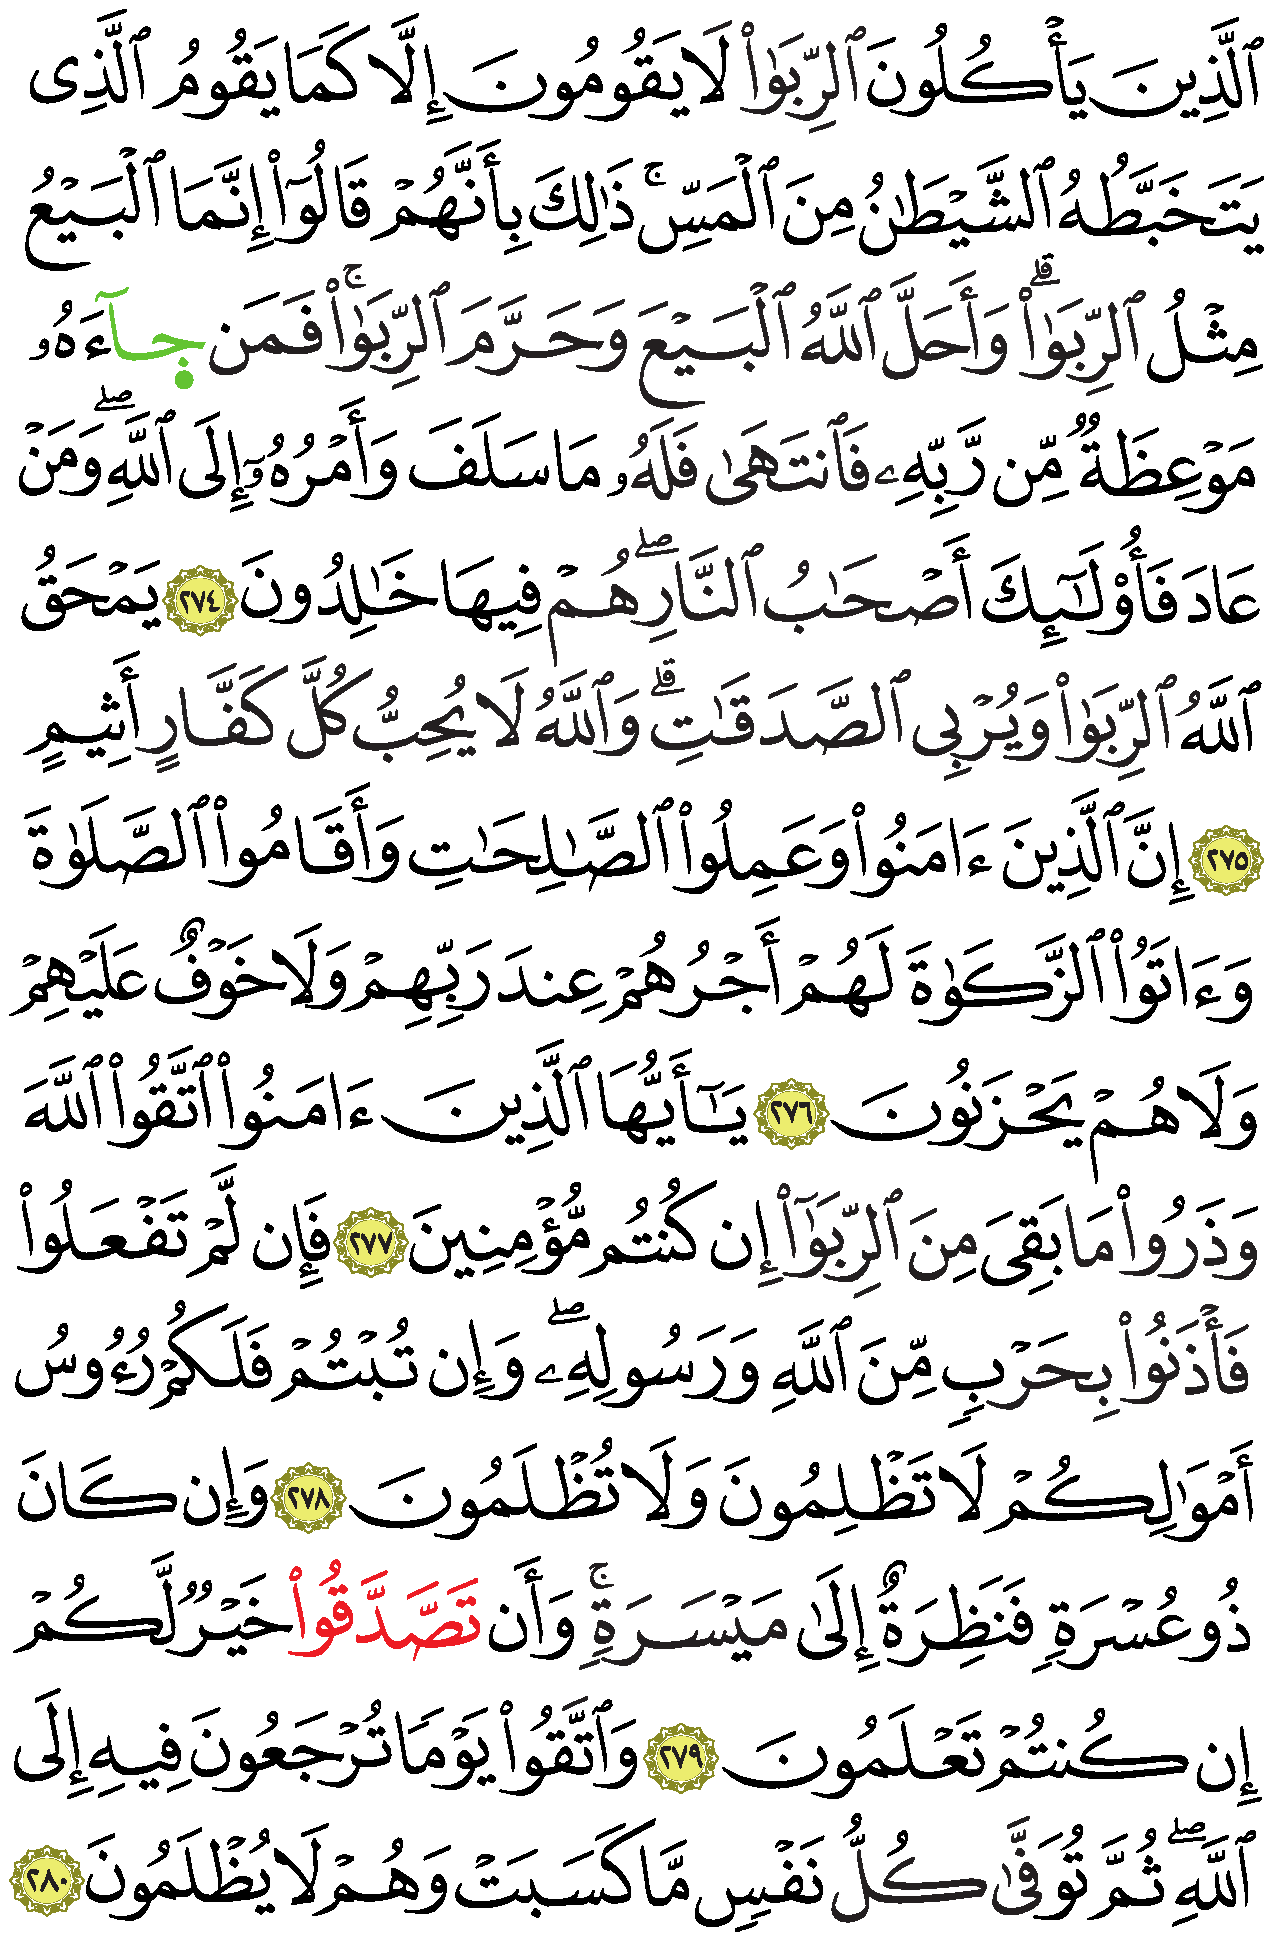 ٱلَّذِينَ يَأۡكُلُونَ ٱلرِّبَوٰاْ لَا يَقُومُونَ إِلَّا كَمَا يَقُومُ ٱلَّذِى
يَتَخَبَّطُهُ ٱلشَّيۡطَٰنُ مِنَ ٱلۡمَسِّۚ ذَٰلِكَ بِأَنَّهُمۡ قَالُوٓاْ إِنَّمَا ٱلۡبَيۡعُ
مِثۡلُ ٱلرِّبَوٰاْۗ وَأَحَلَّ ٱللَّهُ ٱلۡبَيۡعَ وَحَرَّمَ ٱلرِّبَوٰاْۚ فَمَن جَآءَهُۥ
مَوۡعِظَةٞ مِّن رَّبِّهِۦ فَٱنتَهَىٰ فَلَهُۥ مَا سَلَفَ وَأَمۡرُهُۥٓ إِلَى ٱللَّهِۖ وَمَنۡ
عَادَ فَأُوْلَٰٓئِكَ أَصۡحَٰبُ ٱلنَّارِۖ هُمۡ فِيهَا خَٰلِدُونَ ٢٧٤ يَمۡحَقُ
ٱللَّهُ ٱلرِّبَوٰاْ وَيُرۡبِى ٱلصَّدَقَٰتِۗ وَٱللَّهُ لَا يُحِبُّ كُلَّ كَفَّارٍ أَثِيمٍ
٢٧٥ إِنَّ ٱلَّذِينَ ءَامَنُواْ وَعَمِلُواْ ٱلصَّٰلِحَٰتِ وَأَقَامُواْ ٱلصَّلَوٰةَ
وَءَاتَوُاْ ٱلزَّكَوٰةَ لَهُمۡ أَجۡرُهُمۡ عِندَ رَبِّهِمۡ وَلَا خَوۡفٌ عَلَيۡهِمۡ
وَلَا هُمۡ يَحۡزَنُونَ ٢٧٦ يَٰٓأَيُّهَا ٱلَّذِينَ ءَامَنُواْ ٱتَّقُواْ ٱللَّهَ
وَذَرُواْ مَا بَقِىَ مِنَ ٱلرِّبَوٰٓاْ إِن كُنتُم مُّؤۡمِنِينَ ٢٧٧ فَإِن لَّمۡ تَفۡعَلُواْ
فَأۡذَنُواْ بِحَرۡبٖ مِّنَ ٱللَّهِ وَرَسُولِهِۦۖ وَإِن تُبۡتُمۡ فَلَكُمۡ رُءُوسُ
أَمۡوَٰلِكُمۡ لَا تَظۡلِمُونَ وَلَا تُظۡلَمُونَ ٢٧٨ وَإِن كَانَ
ذُو عُسۡرَةٖ فَنَظِرَةٌ إِلَىٰ مَيۡسَرَةٖۚ وَأَن تَصَّدَّقُواْ خَيۡرٞ لَّكُمۡ
إِن كُنتُمۡ تَعۡلَمُونَ ٢٧٩ وَٱتَّقُواْ يَوۡمٗا تُرۡجَعُونَ فِيهِ إِلَى
ٱللَّهِۖ ثُمَّ تُوَفَّىٰ كُلُّ نَفۡسٖ مَّا كَسَبَتۡ وَهُمۡ لَا يُظۡلَمُونَ ٢٨٠